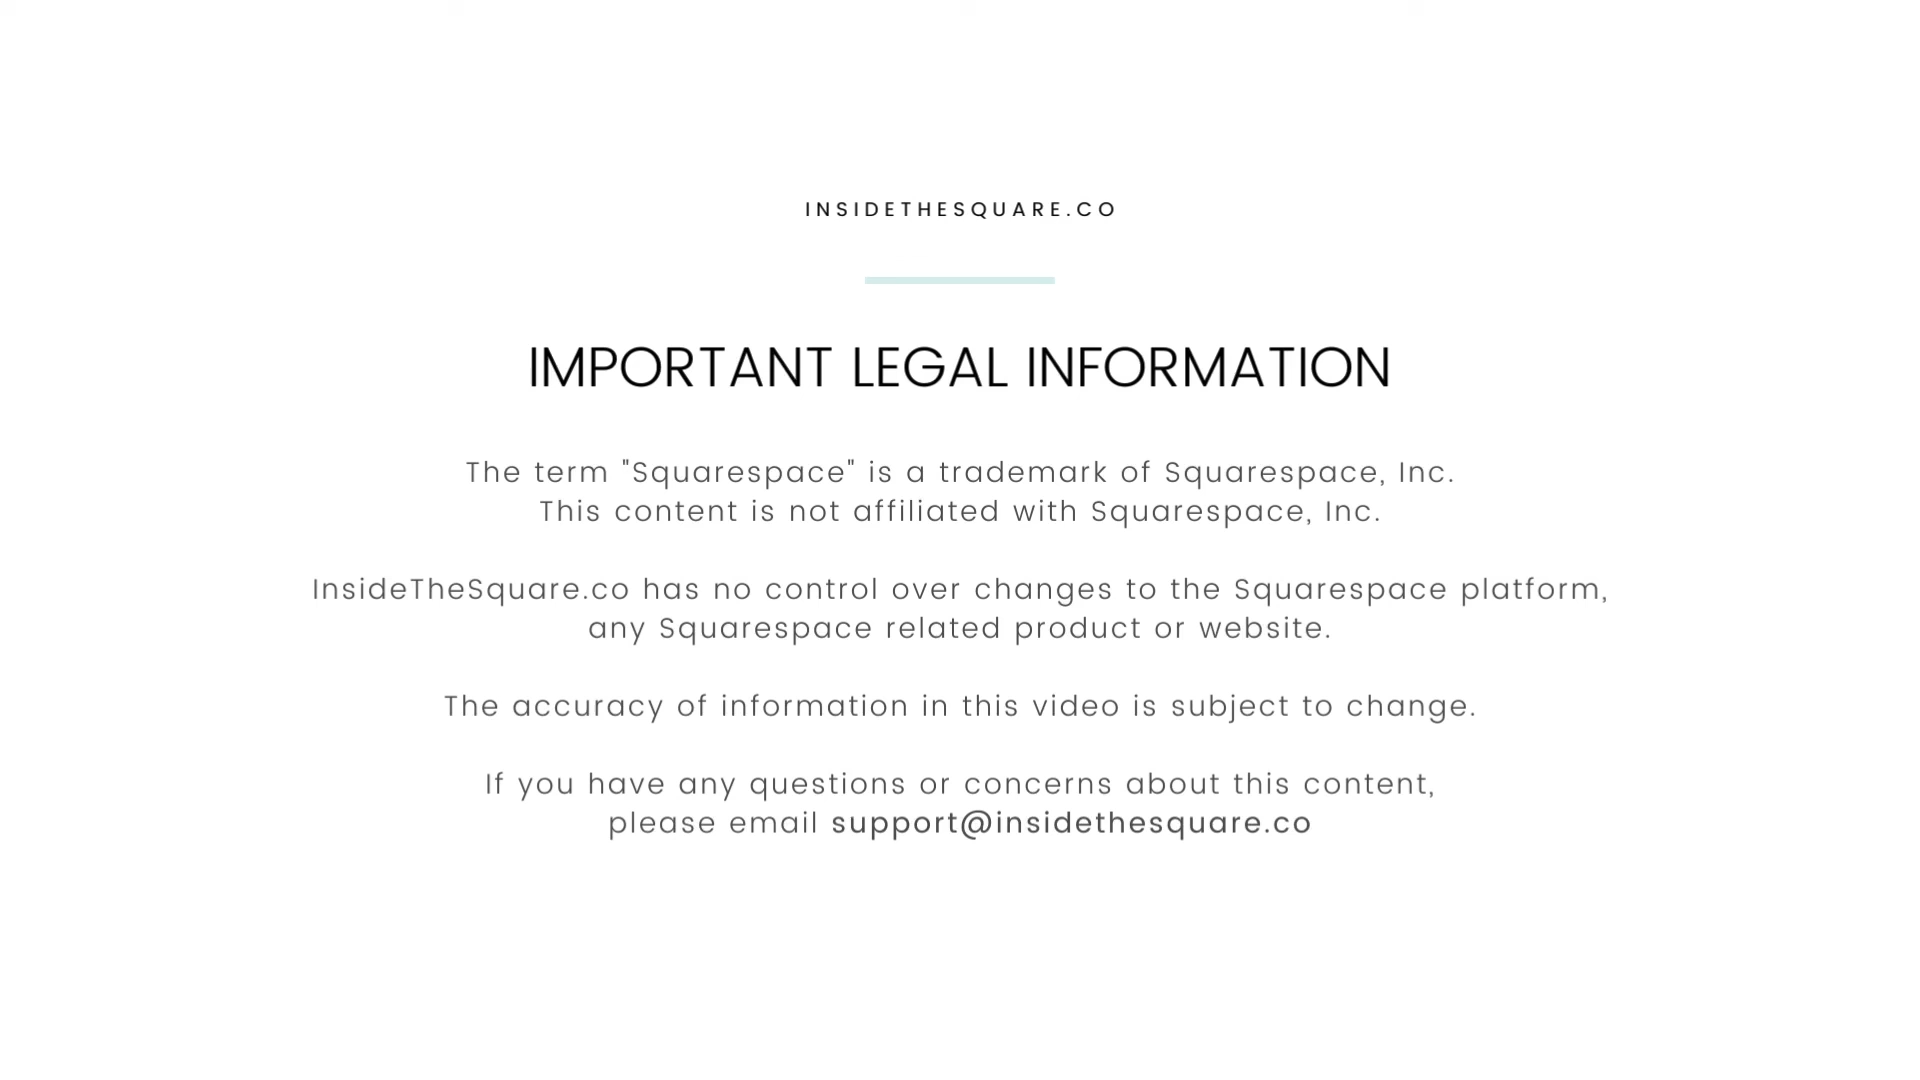 INSIDETHESQUARE.CO
IMPORTANT LEGAL INFORMATION
The term "Squarespace" is a trademark of Squarespace, Inc.
This content is not affiliated with Squarespace, Inc.
InsideTheSquare.co has no control over changes to the Squarespace platform,
any Squarespace related product or website.
The accuracy of information in this video is subject to change.
If you have any questions or concerns about this content,
please email support@insidethesquare.co